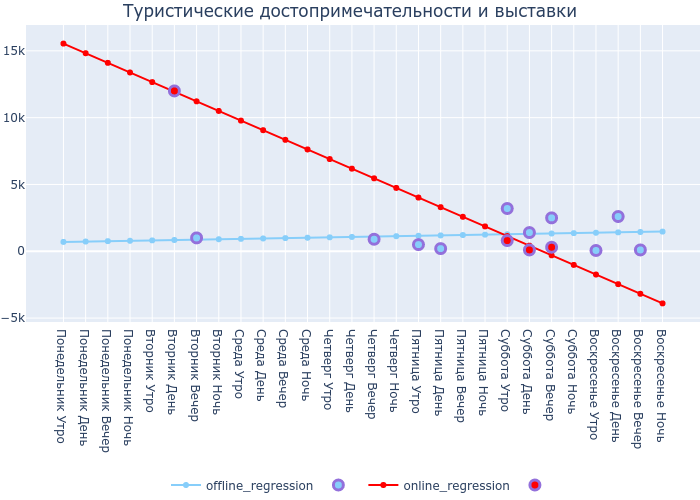 Туристические достопримечательности и выставки
15k
10k
5k
0
−5k
Понедельник Утро
Понедельник День
Понедельник Вечер
Понедельник Ночь
Вторник Утро
Вторник День
Вторник Вечер
Вторник Ночь
Среда Утро
Среда День
Среда Вечер
Среда Ночь
Четверг Утро
Четверг День
Четверг Вечер
Четверг Ночь
Пятница Утро
Пятница День
Пятница Вечер
Пятница Ночь
Суббота Утро
Суббота День
Суббота Вечер
Суббота Ночь
Воскресенье Утро
Воскресенье День
Воскресенье Вечер
Воскресенье Ночь
offline_regression
online_regression